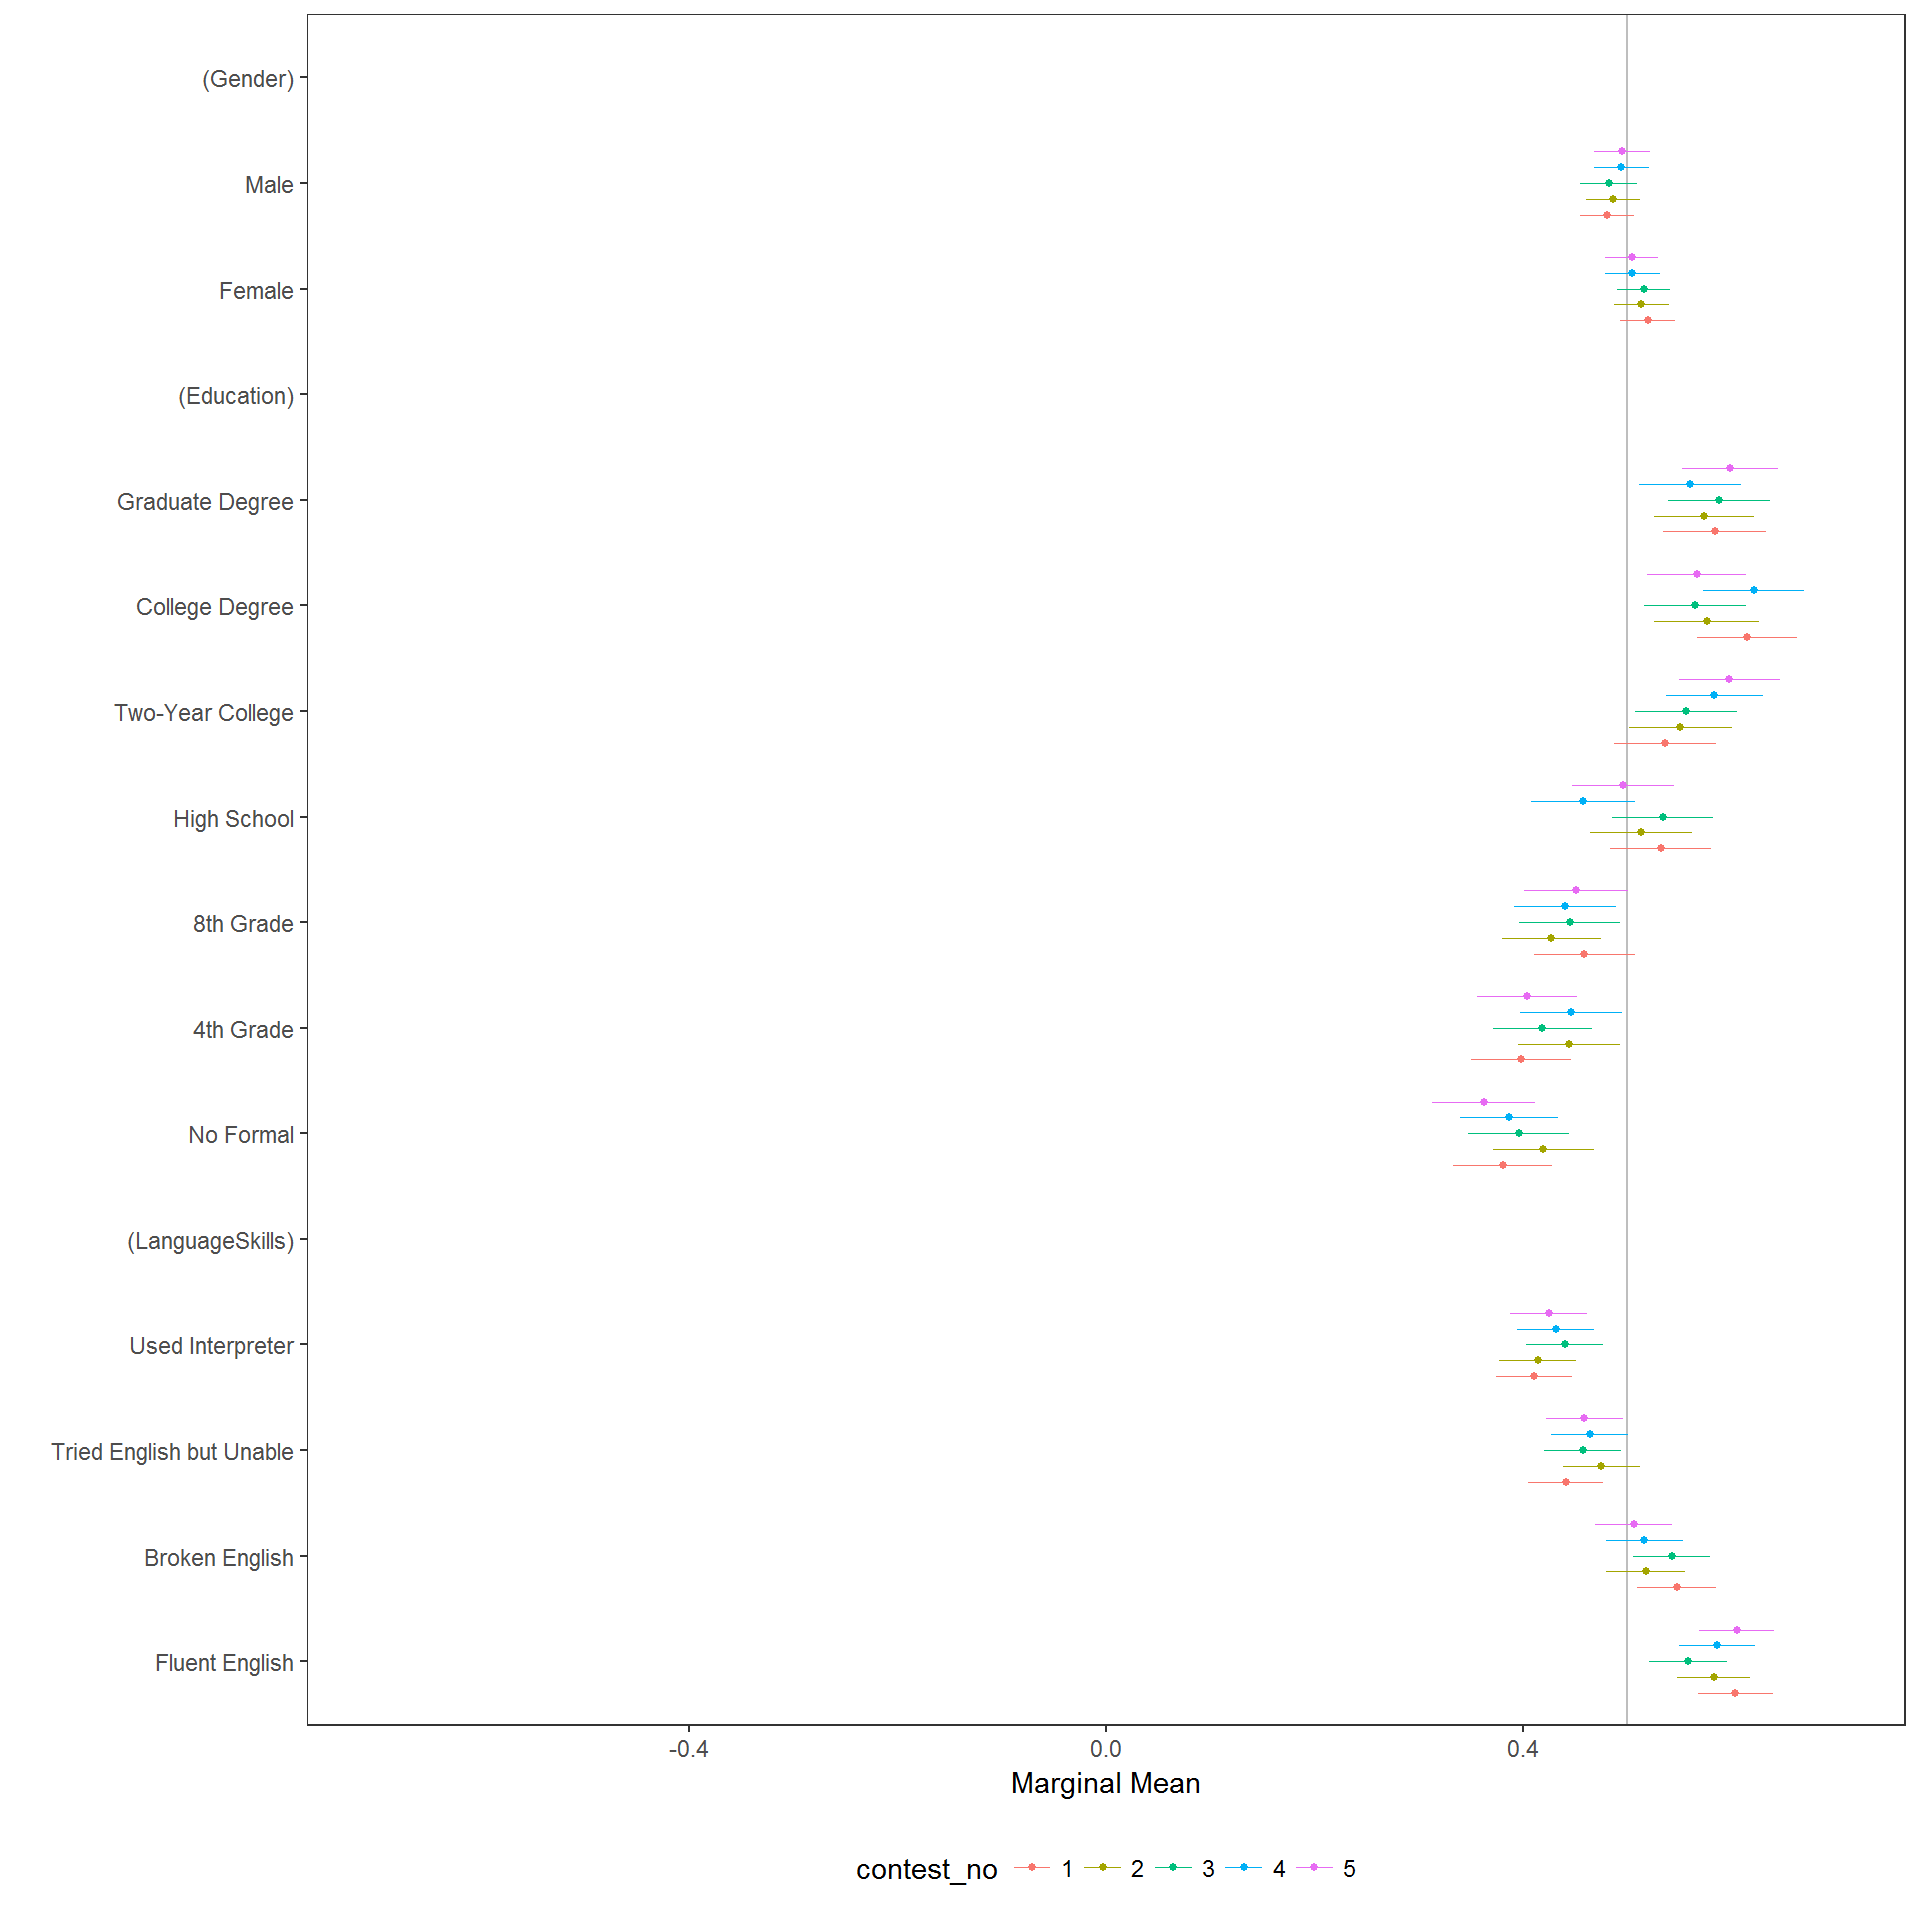 (Gender)
Male
Female
(Education)
Graduate Degree
College Degree
Two-Year College
High School
8th Grade
4th Grade
No Formal
(LanguageSkills)
Used Interpreter
Tried English but Unable
Broken English
Fluent English
-0.4 0.0 0.4
Marginal Mean
contest_no 1 2 3 4 5